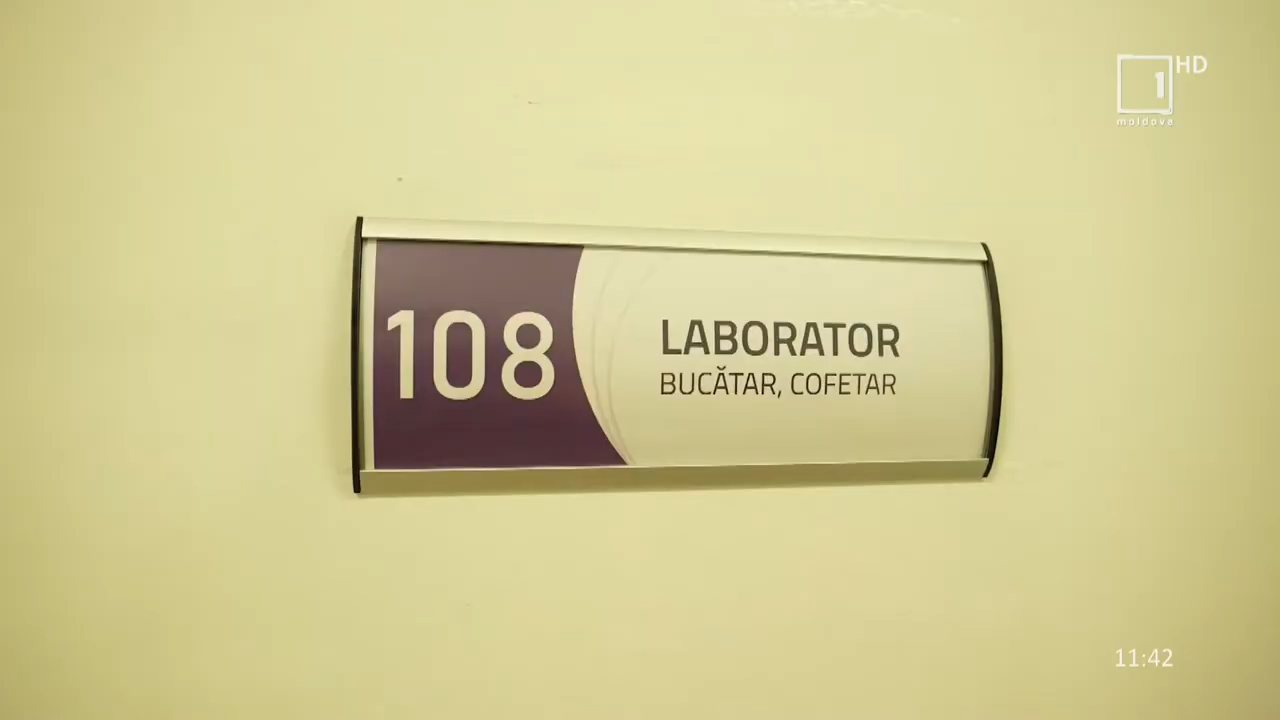 HD
1
moldova
108
LABORATOR
BUCĂTAR, COFETAR
11:42